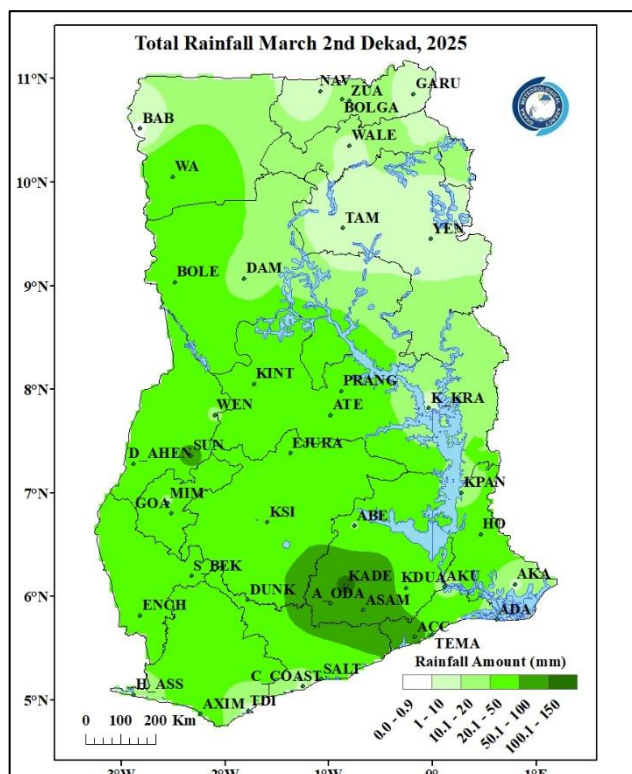 Total Rainfall March 2nd Dekad, 2025
11°N
NAV
ZUA
GARU
BOLGA
BAB
WALE
WA
10°N
TAM
YEN
DAM
BOLE
9°N
KINT
PRANG
8°N
K_KRA
WEN
ATE
SUN
EJURA
D_AHEN
7°N
MIM
GOA
KPAN
KSI
ABE
HO
S_BEK
KADE
KDUA
AKU
AKA
DUNK
A_ODA
ASAM
6°N
ENCH
ADA
ACC
TEMA
SALT
C_COAST
H_ASS
5°N
AXIM
TDI
Rainfall Amount (mm)
0.0 - 0.9
1 - 10
10.1 - 20
20.1 - 50
50.1 - 100
100.1 - 150
0 100 200 Km
3°W
2°W
1°W
0°
1°E